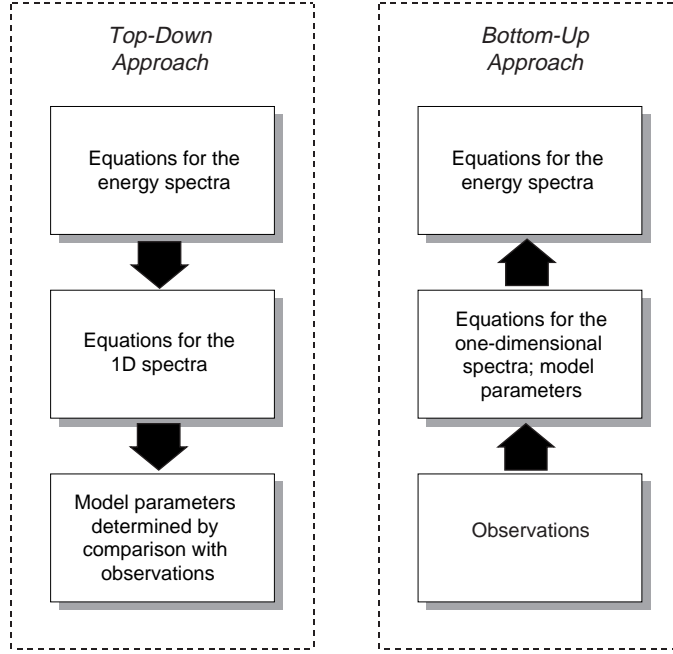 Top-Down
Approach
Equations for the
energy spectra
Equations for the
1D spectra
Model parameters
determined by
comparison with
observations
Bottom-Up
Approach
Equations for the
energy spectra
Equations for the
one-dimensional
spectra; model
parameters
Observations